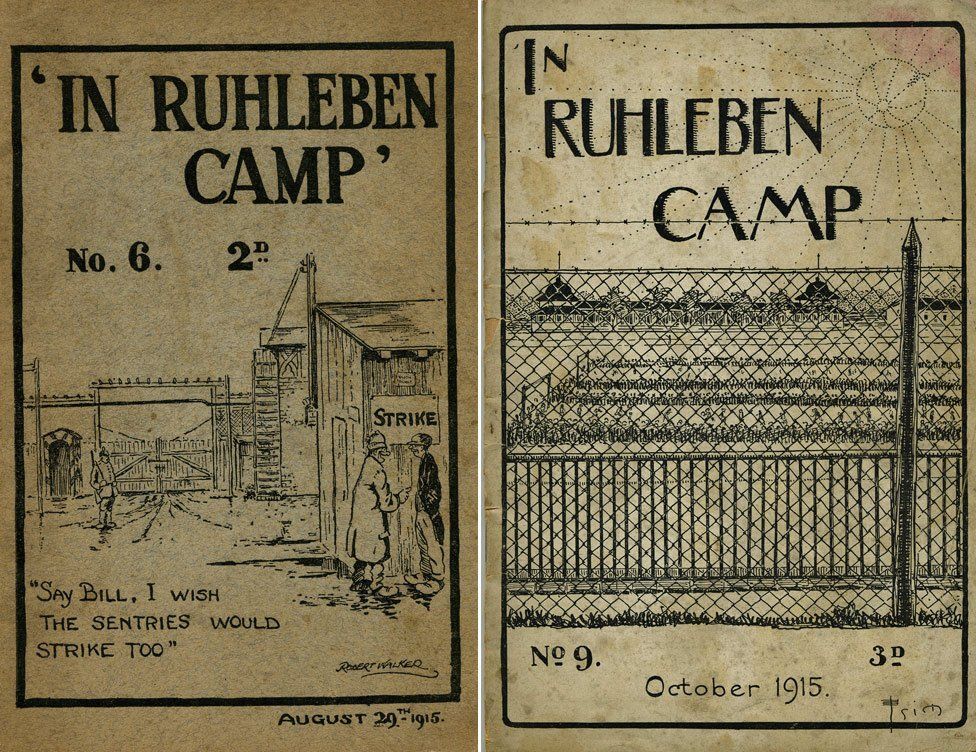 'IN RUHLEBEN
CAMP'
No. 6. 2D
STRIKE
"SAY BILL, I WISH
THE SENTRIES WOULD
STRIKE TOO"
ROBERT WALKER
AUGUST 29TH 1915.
'IN
RUHLEBEN
CAMP
No 9. 3D
October 1915.